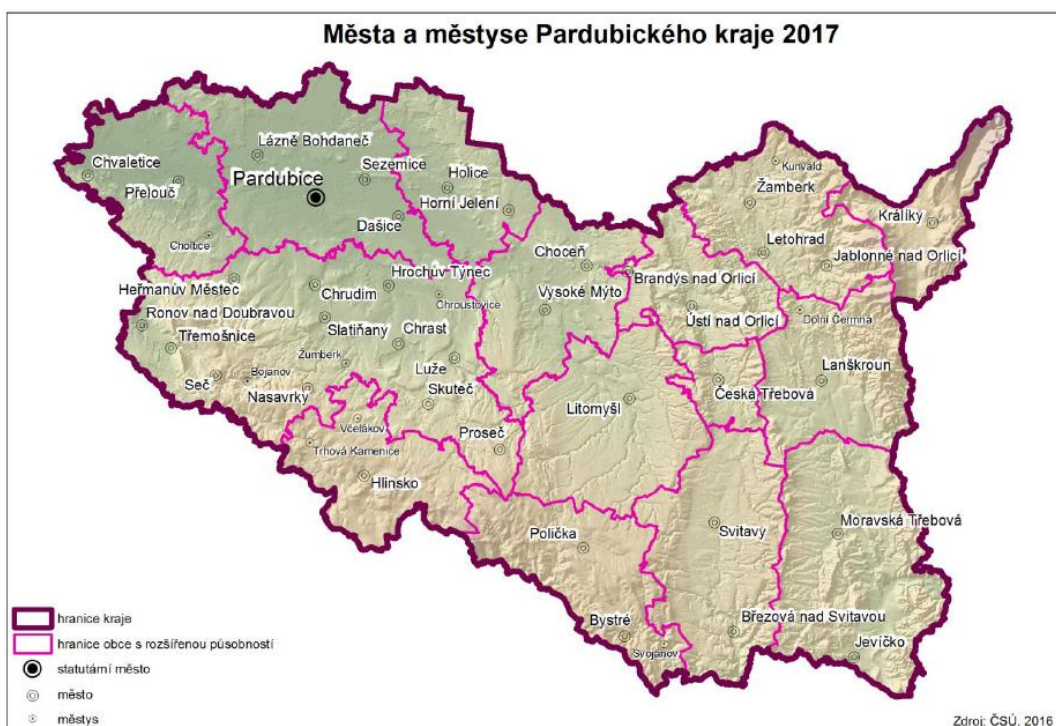 Města a městyse Pardubického kraje 2017
Lázně Bohdaneč
Chvaletice
Sezemice
Holice
Kunvald
Přelouč
Pardubice
Žamberk
Horní Jelení
Králíky
Dašice
Choltice
Letohrad
Choceň
Jablonné nad Orlicí
Hrochův Týnec
Brandýs nad Orlicí
Heřmanův Městec
Chrudim
Vysoké Mýto
Chroustovice
Ronov nad Doubravou
Dolní Čermná
Ústí nad Orlicí
Slatiňany
Chrast
Třemošnice
Žumberk
Luže
Lanškroun
Bojanov
Seč
Nasavrky
Skuteč
Česká Třebová
Litomyšl
Včelákov
Proseč
Trhová Kamenice
Hlinsko
Moravská Třebová
Svitavy
Polička
Bystré
Březová nad Svitavou
Svojanov
Jevíčko
hranice kraje
hranice obce s rozšířenou působností
statutární město
město
městys
Zdroj: ČSÚ, 2016